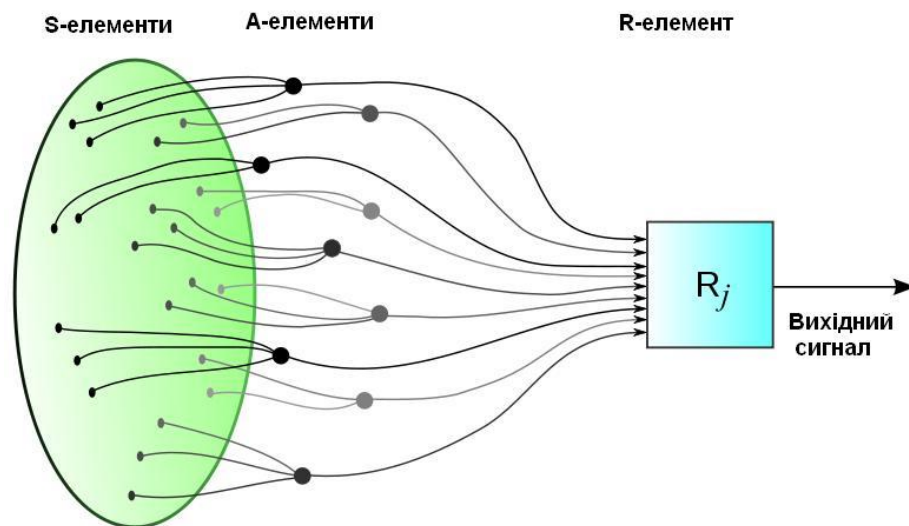 S-елементи
А-елементи
R-елемент
Rj
Вихідний
сигнал